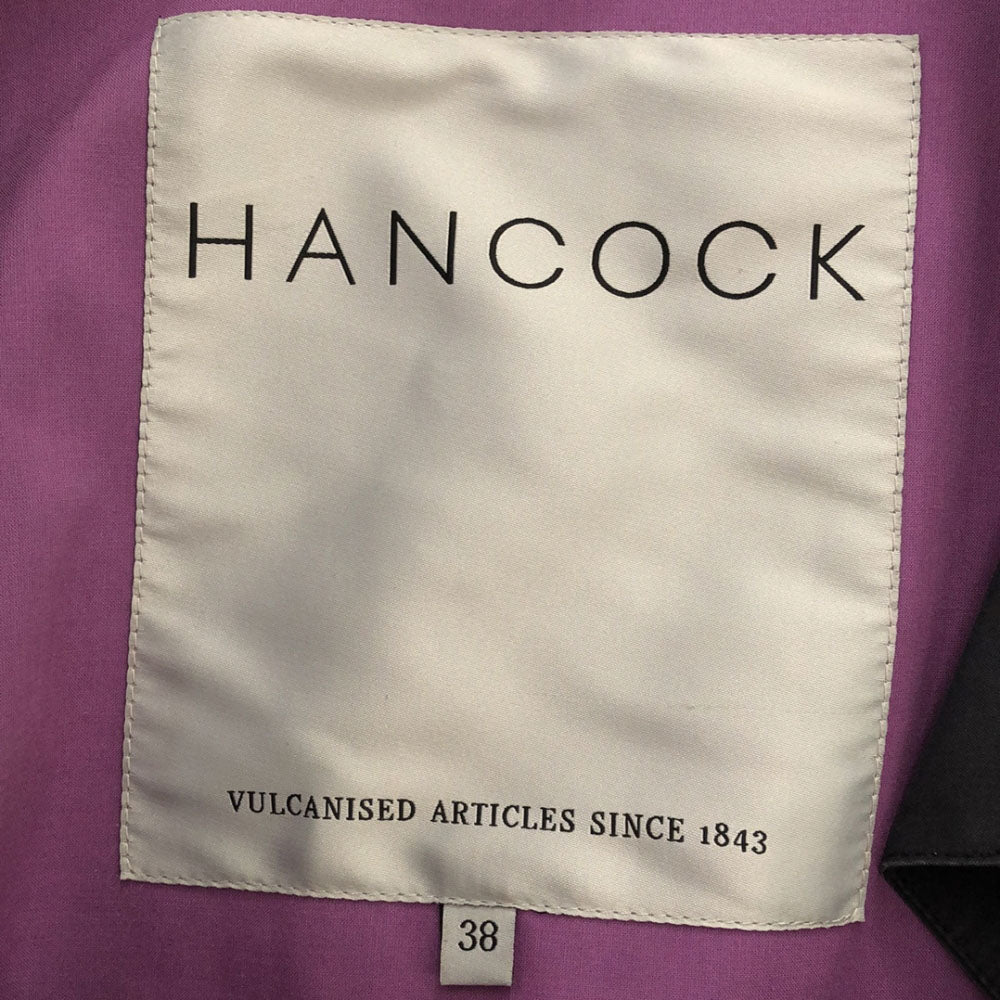 HANCOCK
VULCANISED ARTICLES SINCE 1843
38